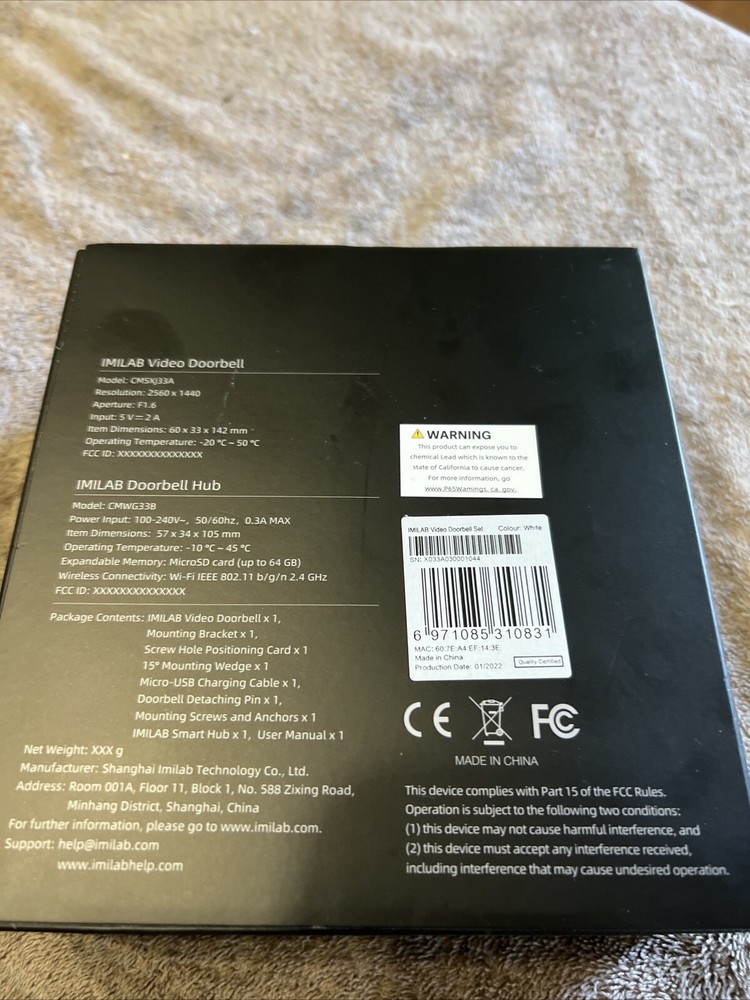 IMILAB Video Doorbell
Model: CMSXJ33A
Resolution: 2560 x 1440
Aperture: F1.6
Input: 5 V⎓2 A
Item Dimensions: 60 x 33 x 142 mm
Operating Temperature: -20 ℃ ~ 50 ℃
FCC ID: XXXXXXXXXXXXXX
IMILAB Doorbell Hub
Model: CMWG33B
Power Input: 100-240V~, 50/60hz, 0.3A MAX
Item Dimensions: 57 x 34 x 105 mm
Operating Temperature: -10 ℃ ~ 45 ℃
Expandable Memory: MicroSD card (up to 64 GB)
Wireless Connectivity: Wi-Fi IEEE 802.11 b/g/n 2.4 GHz
FCC ID: XXXXXXXXXXXXXX
Package Contents: IMILAB Video Doorbell x 1,
Mounting Bracket x 1,
Screw Hole Positioning Card x 1
15° Mounting Wedge x 1
Micro-USB Charging Cable x 1,
Doorbell Detaching Pin x 1,
Mounting Screws and Anchors x 1
IMILAB Smart Hub x 1, User Manual x 1
Net Weight: XXX g
Manufacturer: Shanghai Imilab Technology Co., Ltd.
Address: Room 001A, Floor 11, Block 1, No. 588 Zixing Road,
Minhang District, Shanghai, China
For further information, please go to www.imilab.com.
Support: help@imilab.com
www.imilabhelp.com
⚠ WARNING
This product can expose you to
chemical Lead which is known to the
state of California to cause cancer.
For more information, go
www.P65Warnings. ca. gov.
IMILAB Video Doorbell Set Colour: White
SN: X033A030001044
6 971085 310831
MAC: 60:7E:A4:EF:14:3E
Made in China
Production Date: 01/2022
Quality Certified
CE FC
MADE IN CHINA
This device complies with Part 15 of the FCC Rules.
Operation is subject to the following two conditions:
(1) this device may not cause harmful interference, and
(2) this device must accept any interference received,
including interference that may cause undesired operation.